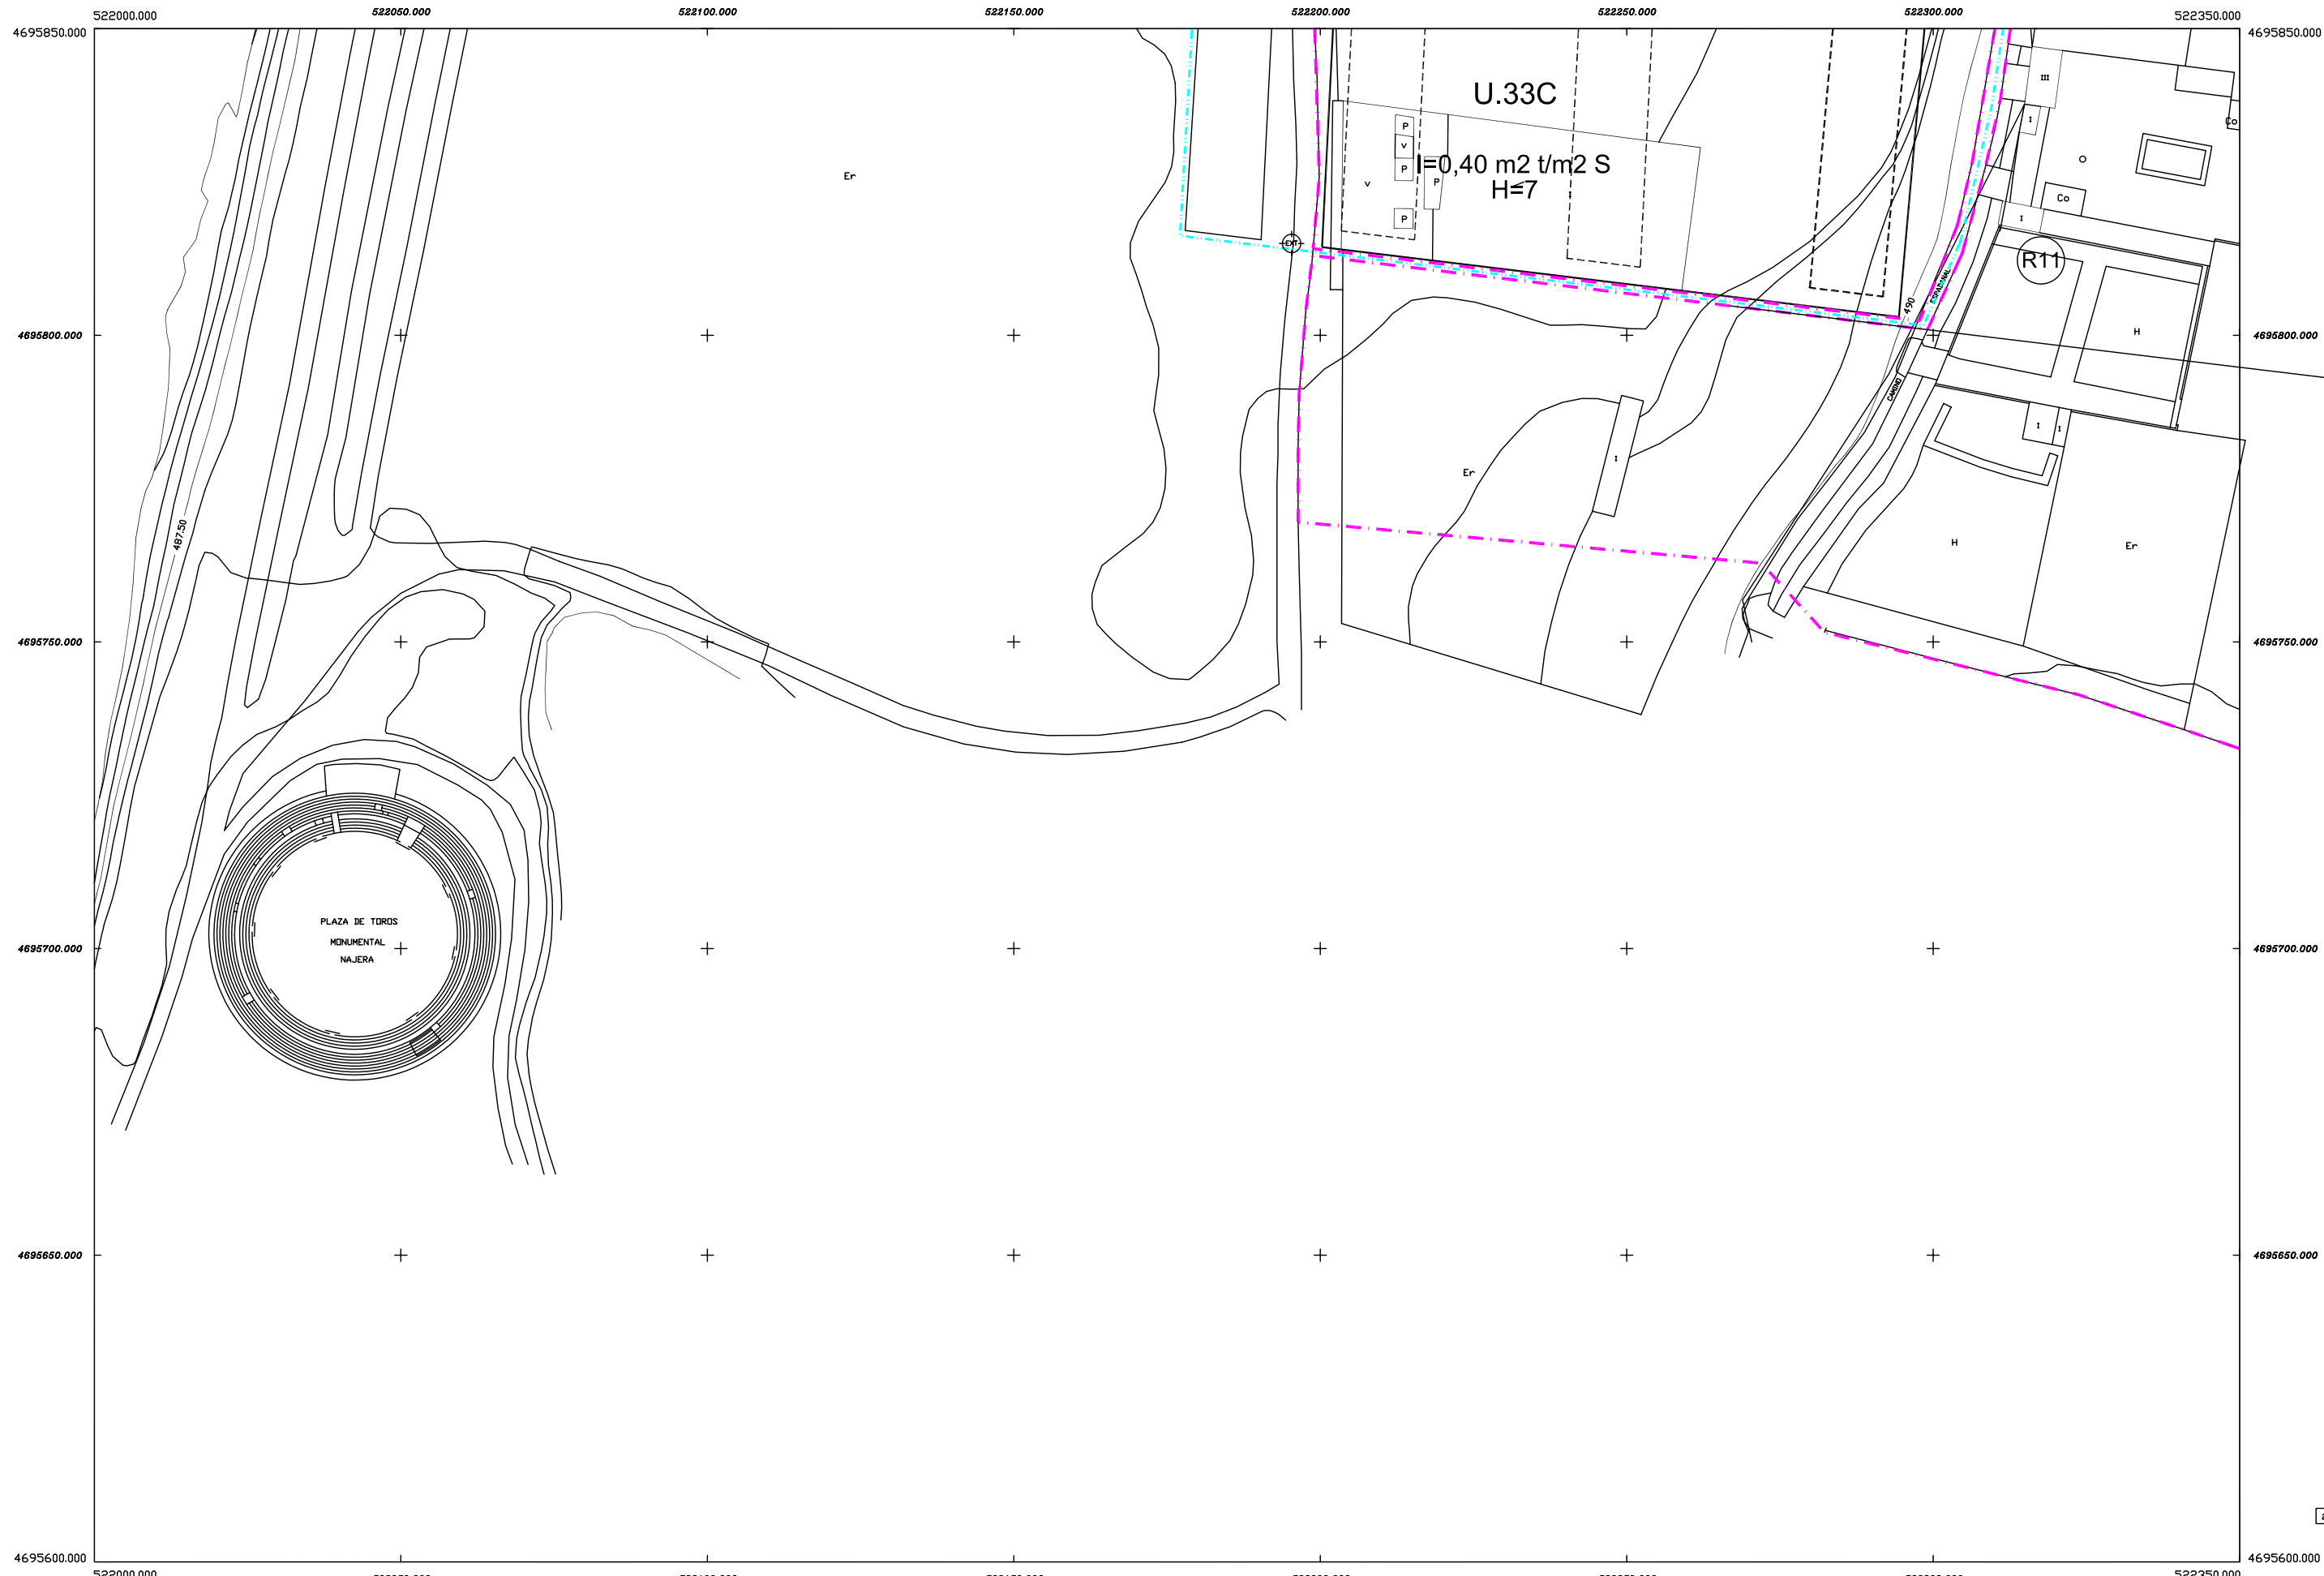 522000.000
522050.000
522100.000
522150.000
522200.000
522250.000
522300.000
522350.000
4695850.000
4695850.000
U.33C
I=0,40 m2 t/m2 S
H=7
P
V
P
P
P
V
Er
EXT
III
I
Co
O
Co
I
R11
490
ESPADANAL
CAMINO
H
4695800.000
4695800.000
I
I
I
Er
H
Er
487.50
4695750.000
4695750.000
PLAZA DE TOROS
MONUMENTAL
NAJERA
4695700.000
4695700.000
4695650.000
4695650.000
4695600.000
4695600.000
522000.000
522350.000